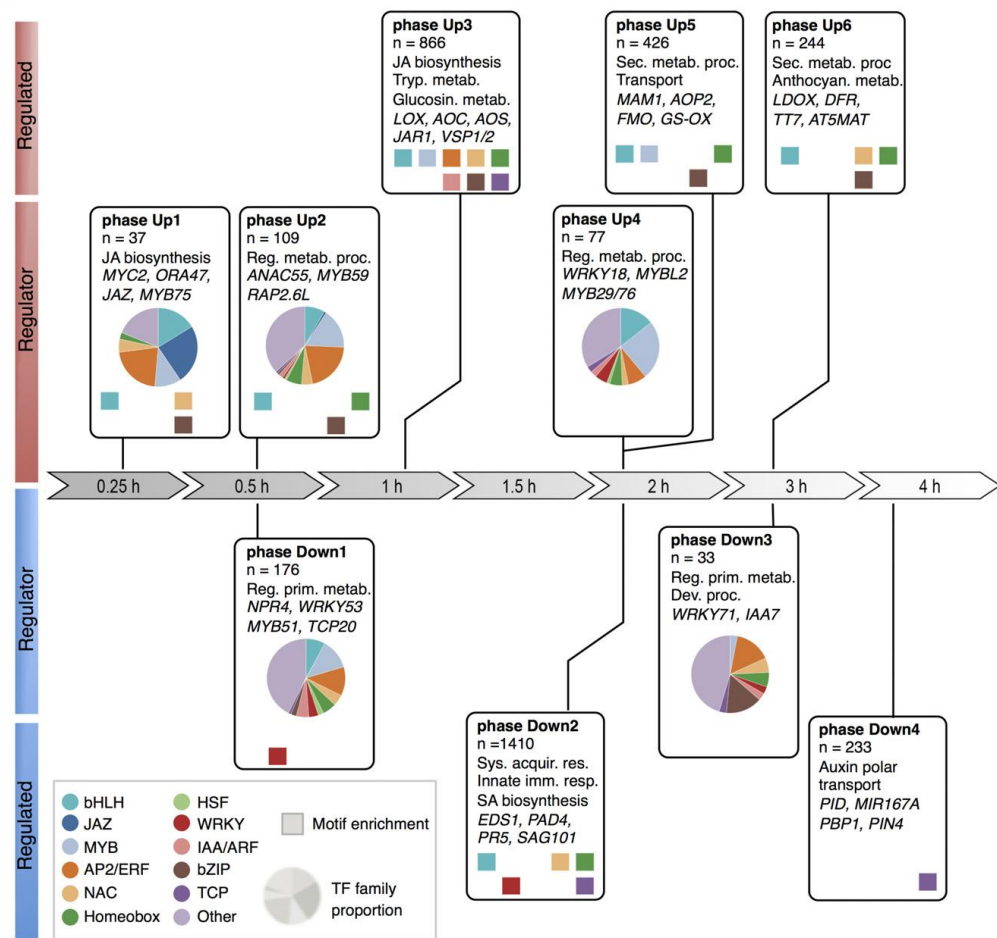 Regulated
phase Up3
n = 866
JA biosynthesis
Tryp. metab.
Glucosin. metab.
LOX, AOC, AOS,
JAR1, VSP1/2
phase Up5
n = 426
Sec. metab. proc.
Transport
MAM1, AOP2,
FMO, GS-OX
phase Up6
n = 244
Sec. metab. proc
Anthocyan. metab.
LDOX, DFR,
TT7, AT5MAT
Regulator
phase Up1
n = 37
JA biosynthesis
MYC2, ORA47,
JAZ, MYB75
phase Up2
n = 109
Reg. metab. proc.
ANAC55, MYB59
RAP2.6L
phase Up4
n = 77
Reg. metab. proc.
WRKY18, MYBL2
MYB29/76
0.25 h
0.5 h
1 h
1.5 h
2 h
3 h
4 h
Regulator
phase Down1
n = 176
Reg. prim. metab.
NPR4, WRKY53
MYB51, TCP20
phase Down3
n = 33
Reg. prim. metab.
Dev. proc.
WRKY71, IAA7
Regulated
phase Down2
n =1410
Sys. acquir. res.
Innate imm. resp.
SA biosynthesis
EDS1, PAD4,
PR5, SAG101
phase Down4
n = 233
Auxin polar
transport
PID, MIR167A
PBP1, PIN4
bHLH
JAZ
MYB
AP2/ERF
NAC
Homeobox
HSF
WRKY
IAA/ARF
bZIP
TCP
Other
Motif enrichment
TF family
proportion